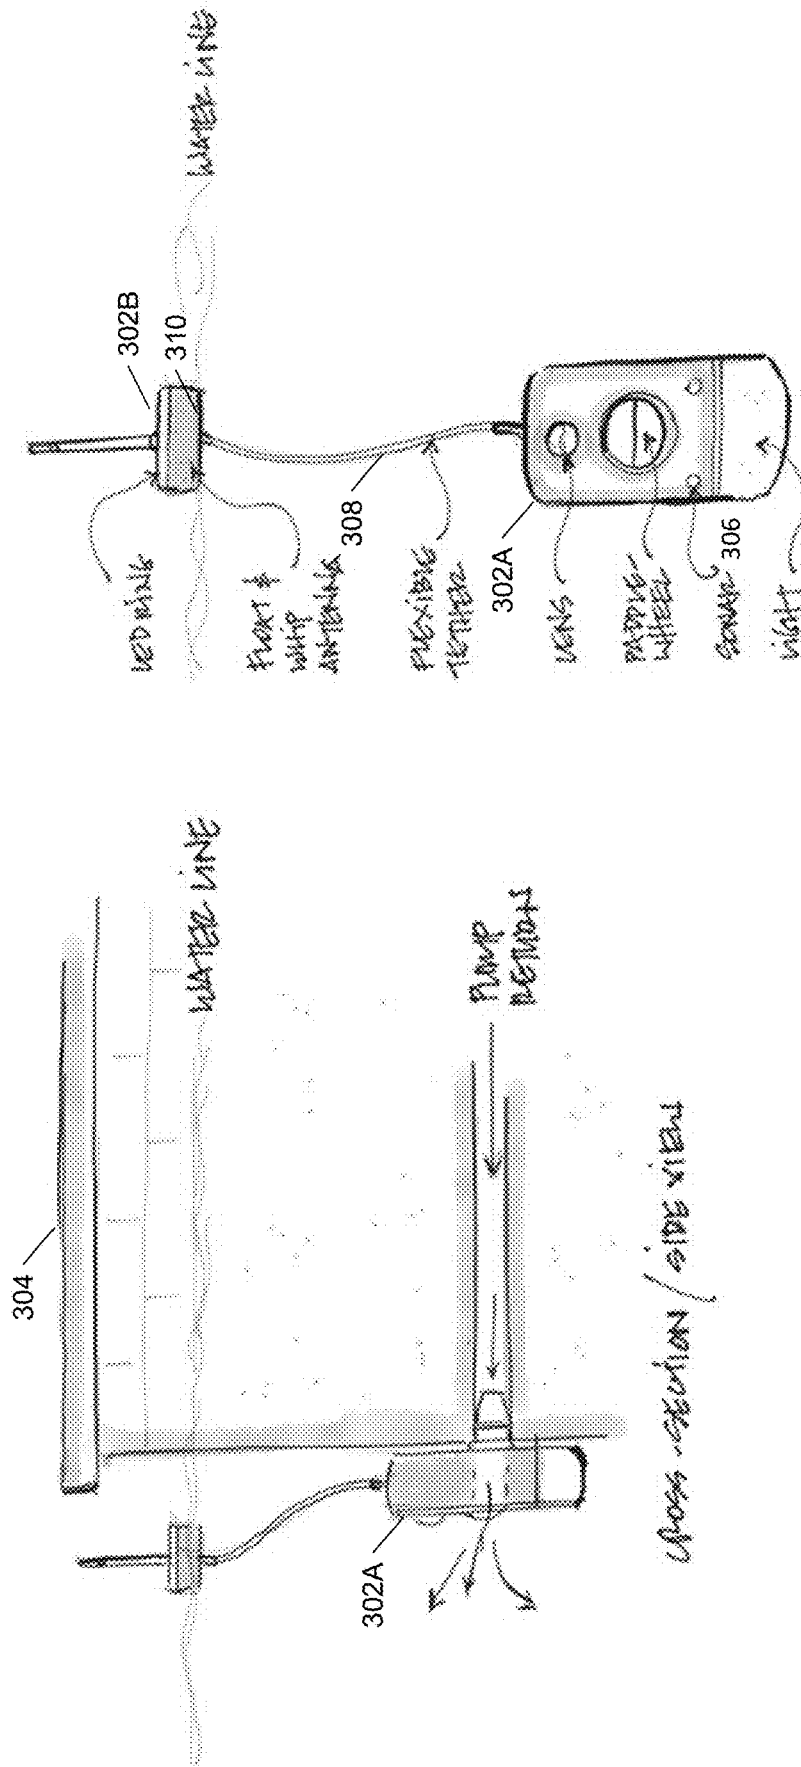 304
WATER LINE
PUMP
RETURN
302A
CROSS-SECTION / SIDE VIEW
WATER LINE
302B
310
LED RING
FLOAT &
WHIP
ANTENNA
308
FLEXIBLE
TETHER
302A
LENS
PADDLE-
WHEEL
SONAR 306
LIGHT